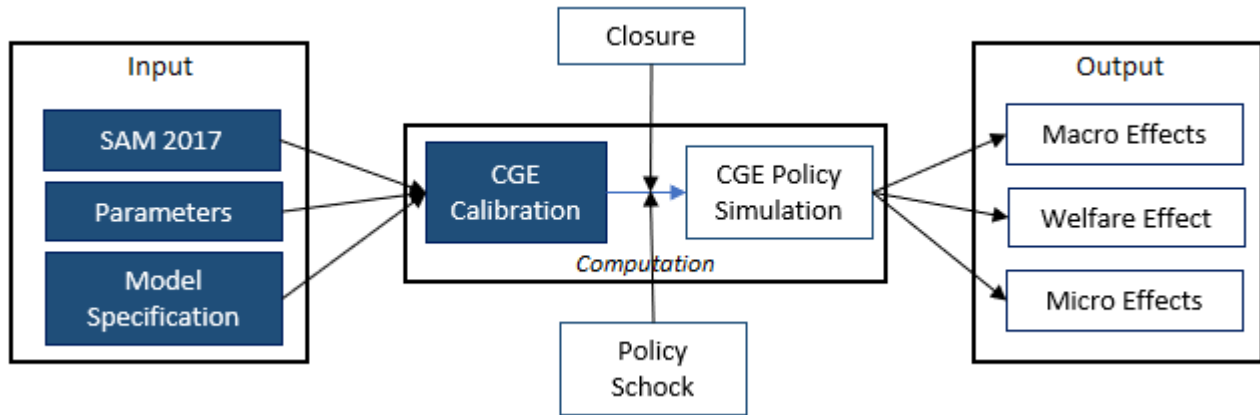 Input
SAM 2017
Parameters
Model
Specification
Closure
CGE
Calibration
CGE Policy
Simulation
Computation
Policy
Schock
Output
Macro Effects
Welfare Effect
Micro Effects